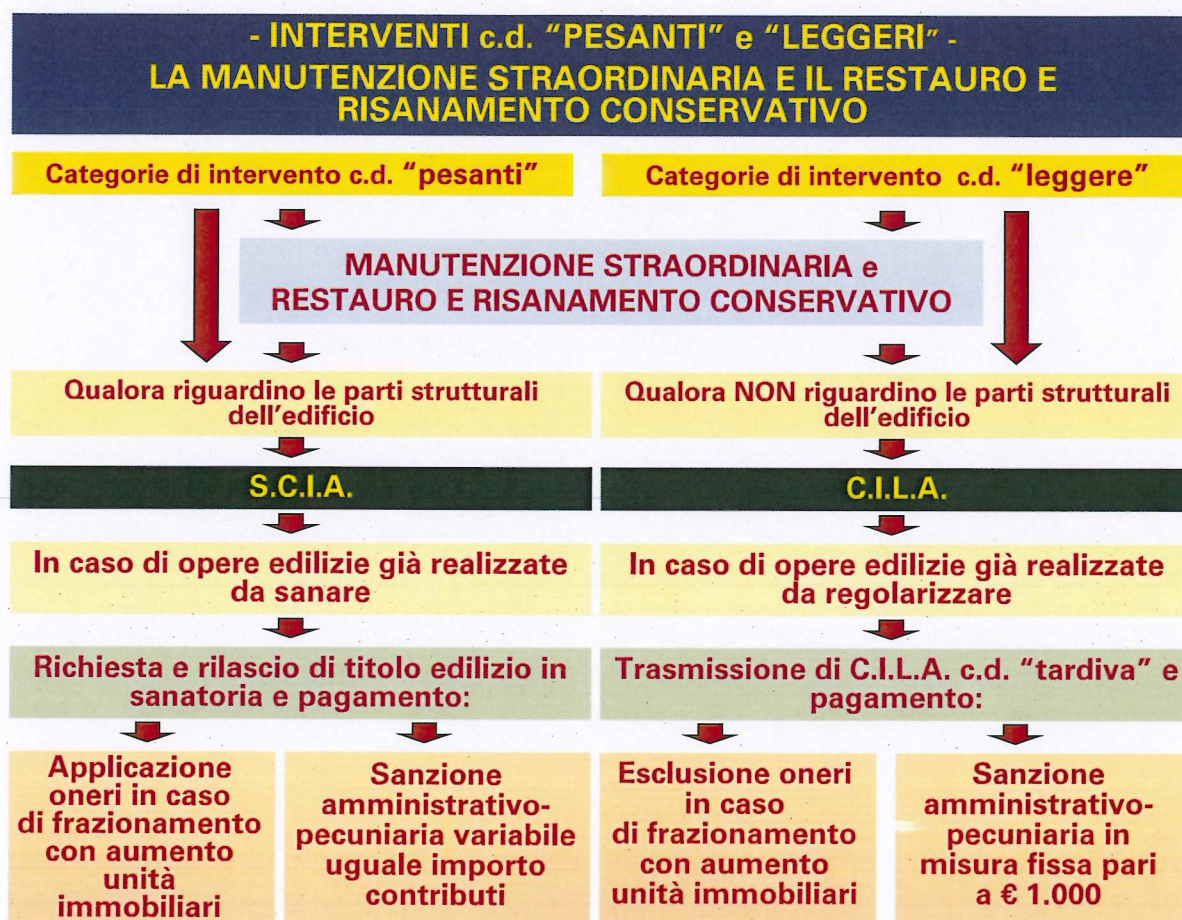 - INTERVENTI c.d. “PESANTI” e “LEGGERI” -
LA MANUTENZIONE STRAORDINARIA E IL RESTAURO E
RISANAMENTO CONSERVATIVO
Categorie di intervento c.d. “pesanti”
Categorie di intervento c.d. “leggere”
MANUTENZIONE STRAORDINARIA e
RESTAURO E RISANAMENTO CONSERVATIVO
Qualora riguardino le parti strutturali
dell'edificio
Qualora NON riguardino le parti strutturali
dell'edificio
S.C.I.A.
C.I.L.A.
In caso di opere edilizie già realizzate
da sanare
In caso di opere edilizie già realizzate
da regolarizzare
Richiesta e rilascio di titolo edilizio in
sanatoria e pagamento:
Trasmissione di C.I.L.A. c.d. “tardiva” e
pagamento:
Applicazione
oneri in caso
di frazionamento
con aumento
unità
immobiliari
Sanzione
amministrativo-
pecuniaria variabile
uguale importo
contributi
Esclusione oneri
in caso
di frazionamento
con aumento
unità immobiliari
Sanzione
amministrativo-
pecuniaria in
misura fissa pari
a € 1.000